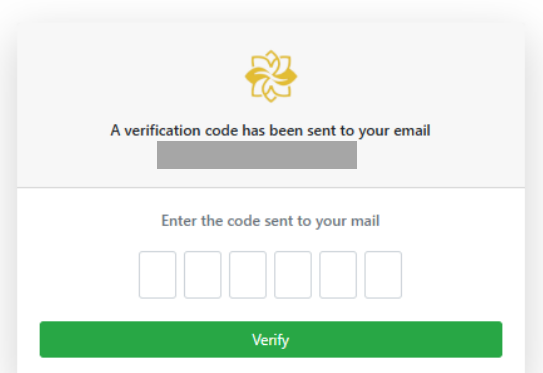 A verification code has been sent to your email
Enter the code sent to your mail
Verify